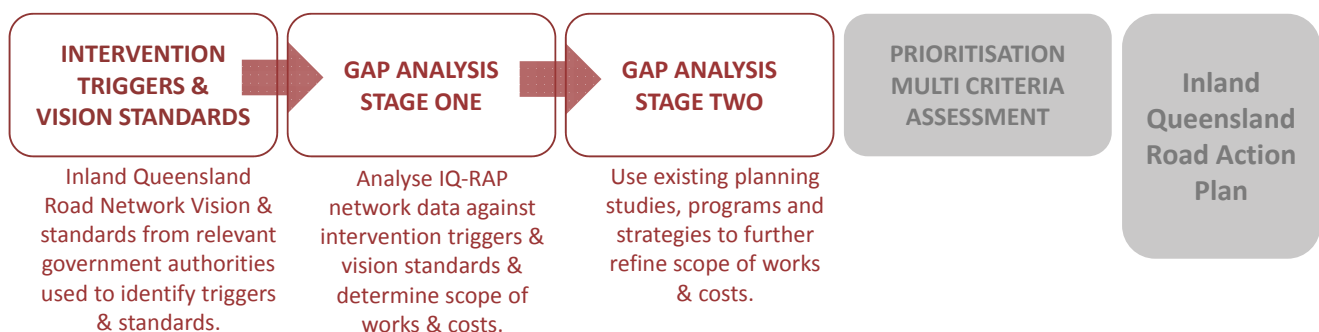 INTERVENTION
TRIGGERS &
VISION STANDARDS
Inland Queensland
Road Network Vision &
standards from relevant
government authorities
used to identify triggers
& standards.
GAP ANALYSIS
STAGE ONE
Analyse IQ-RAP
network data against
intervention triggers &
vision standards &
determine scope of
works & costs.
GAP ANALYSIS
STAGE TWO
Use existing planning
studies, programs and
strategies to further
refine scope of works
& costs.
PRIORITISATION
MULTI CRITERIA
ASSESSMENT
Inland
Queensland
Road Action
Plan